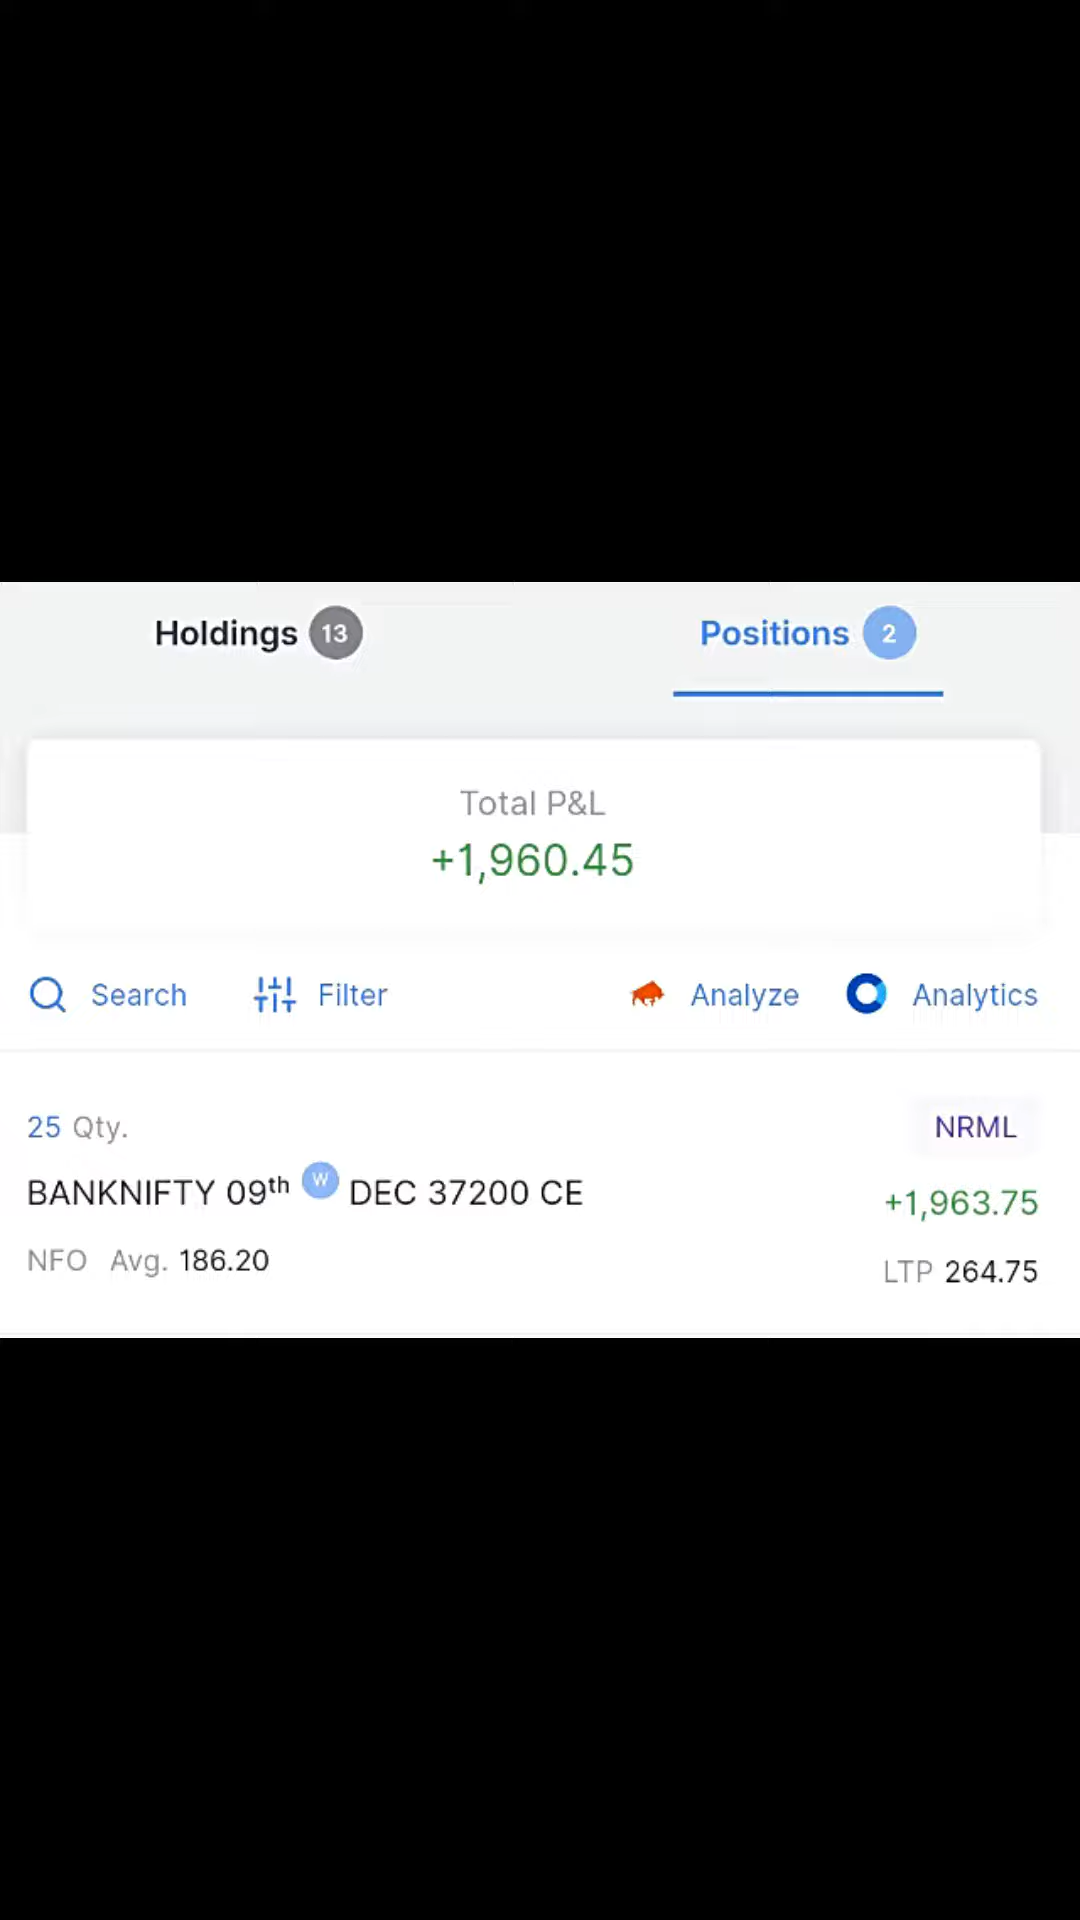 Holdings 13 Positions 2
Total P&L
+1,960.45
Search Filter Analyze Analytics
25 Qty. NRML
BANKNIFTY 09th W DEC 37200 CE +1,963.75
NFO Avg. 186.20 LTP 264.75